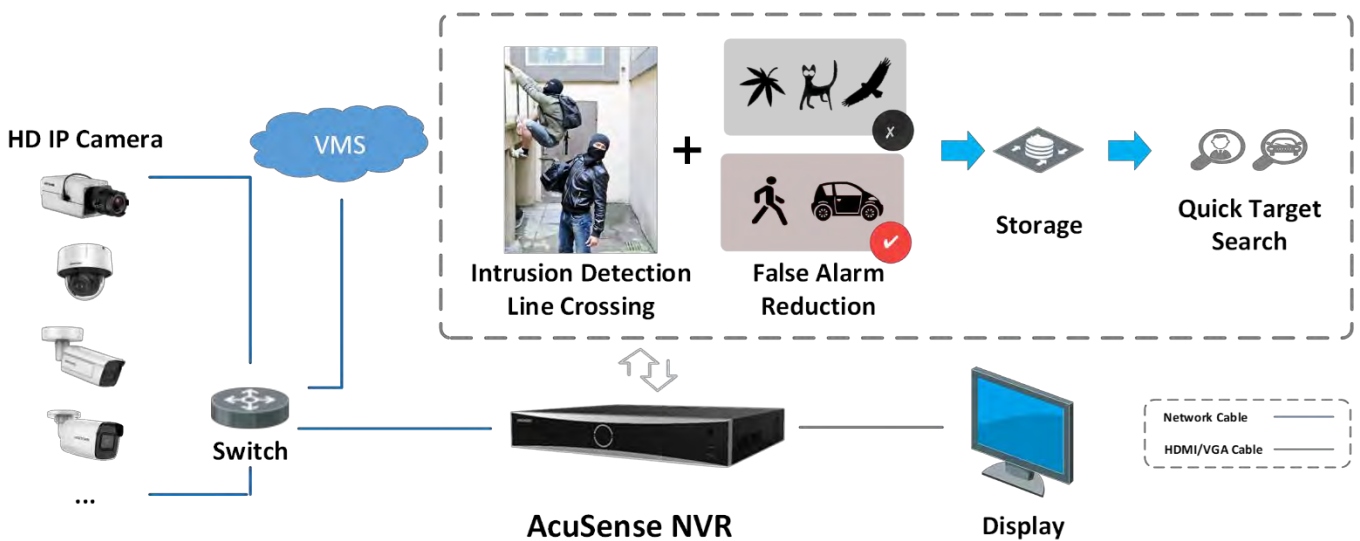 HD IP Camera
VMS
Intrusion Detection
Line Crossing
+
False Alarm
Reduction
Storage
Quick Target
Search
Switch
...
AcuSense NVR
Display
Network Cable
HDMI/VGA Cable